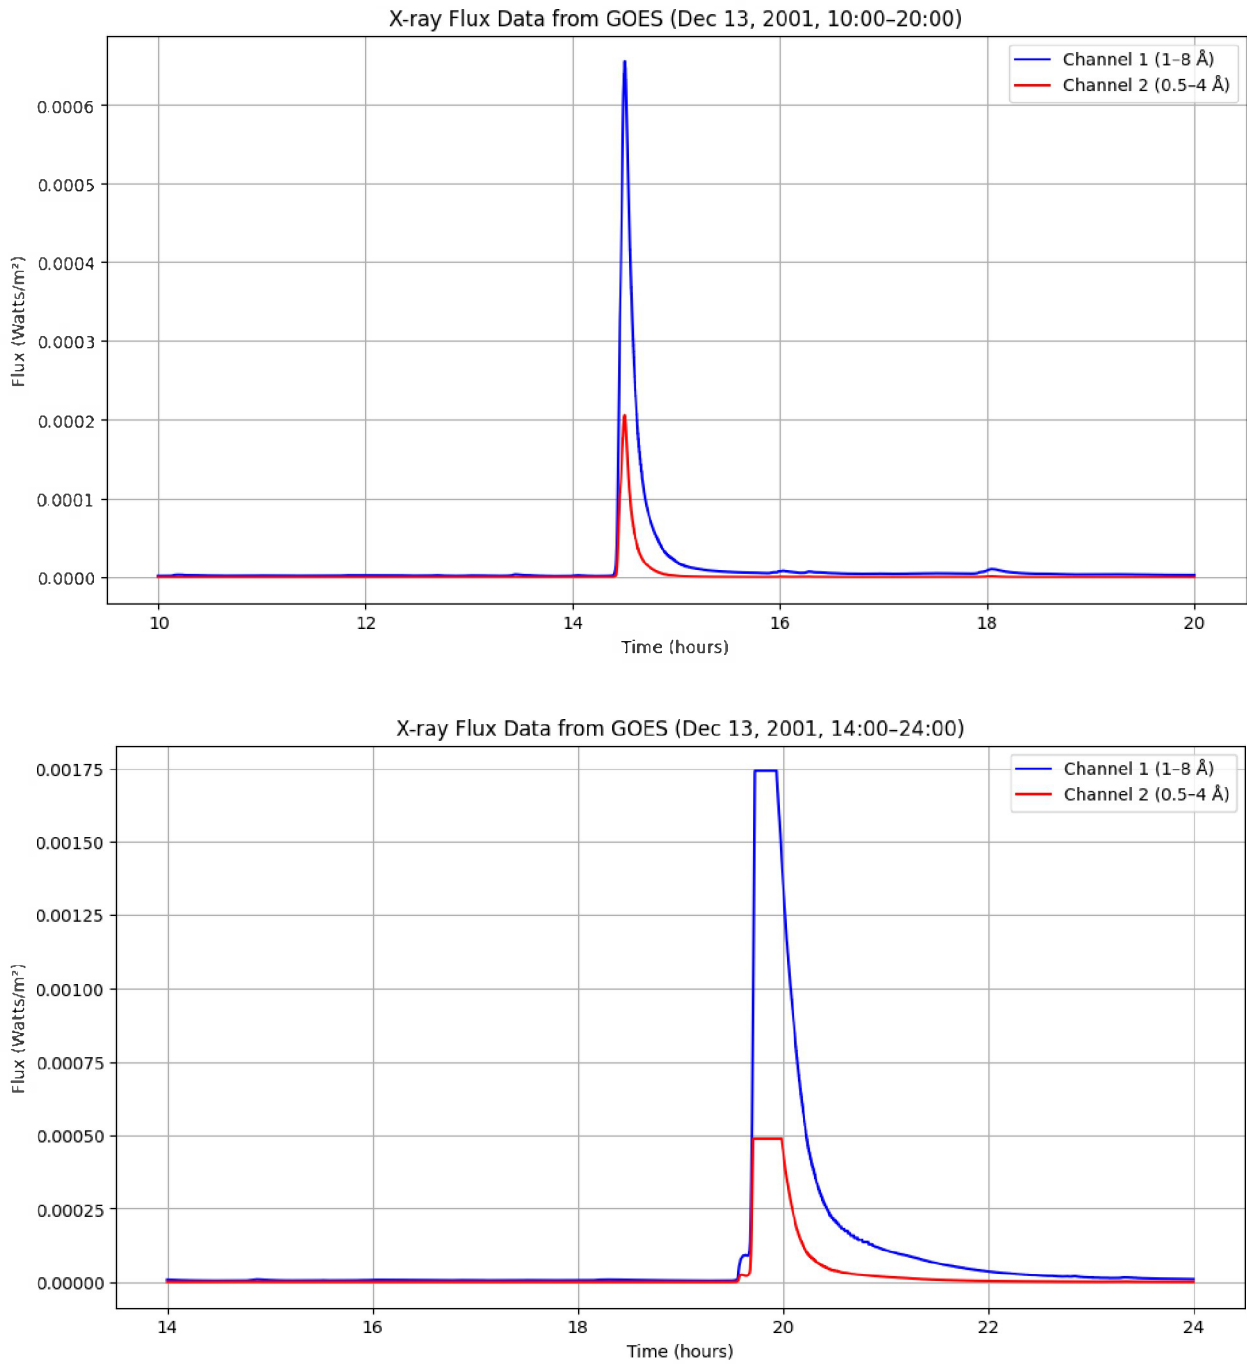 X-ray Flux Data from GOES (Dec 13, 2001, 10:00–20:00)
Channel 1 (1–8 Å)
Channel 2 (0.5–4 Å)
0.0006
0.0005
0.0004
0.0003
0.0002
0.0001
0.0000
Flux (Watts/m²)
10 12 14 16 18 20
Time (hours)
X-ray Flux Data from GOES (Dec 13, 2001, 14:00–24:00)
Channel 1 (1–8 Å)
Channel 2 (0.5–4 Å)
0.00175
0.00150
0.00125
0.00100
0.00075
0.00050
0.00025
0.00000
Flux (Watts/m²)
14 16 18 20 22 24
Time (hours)